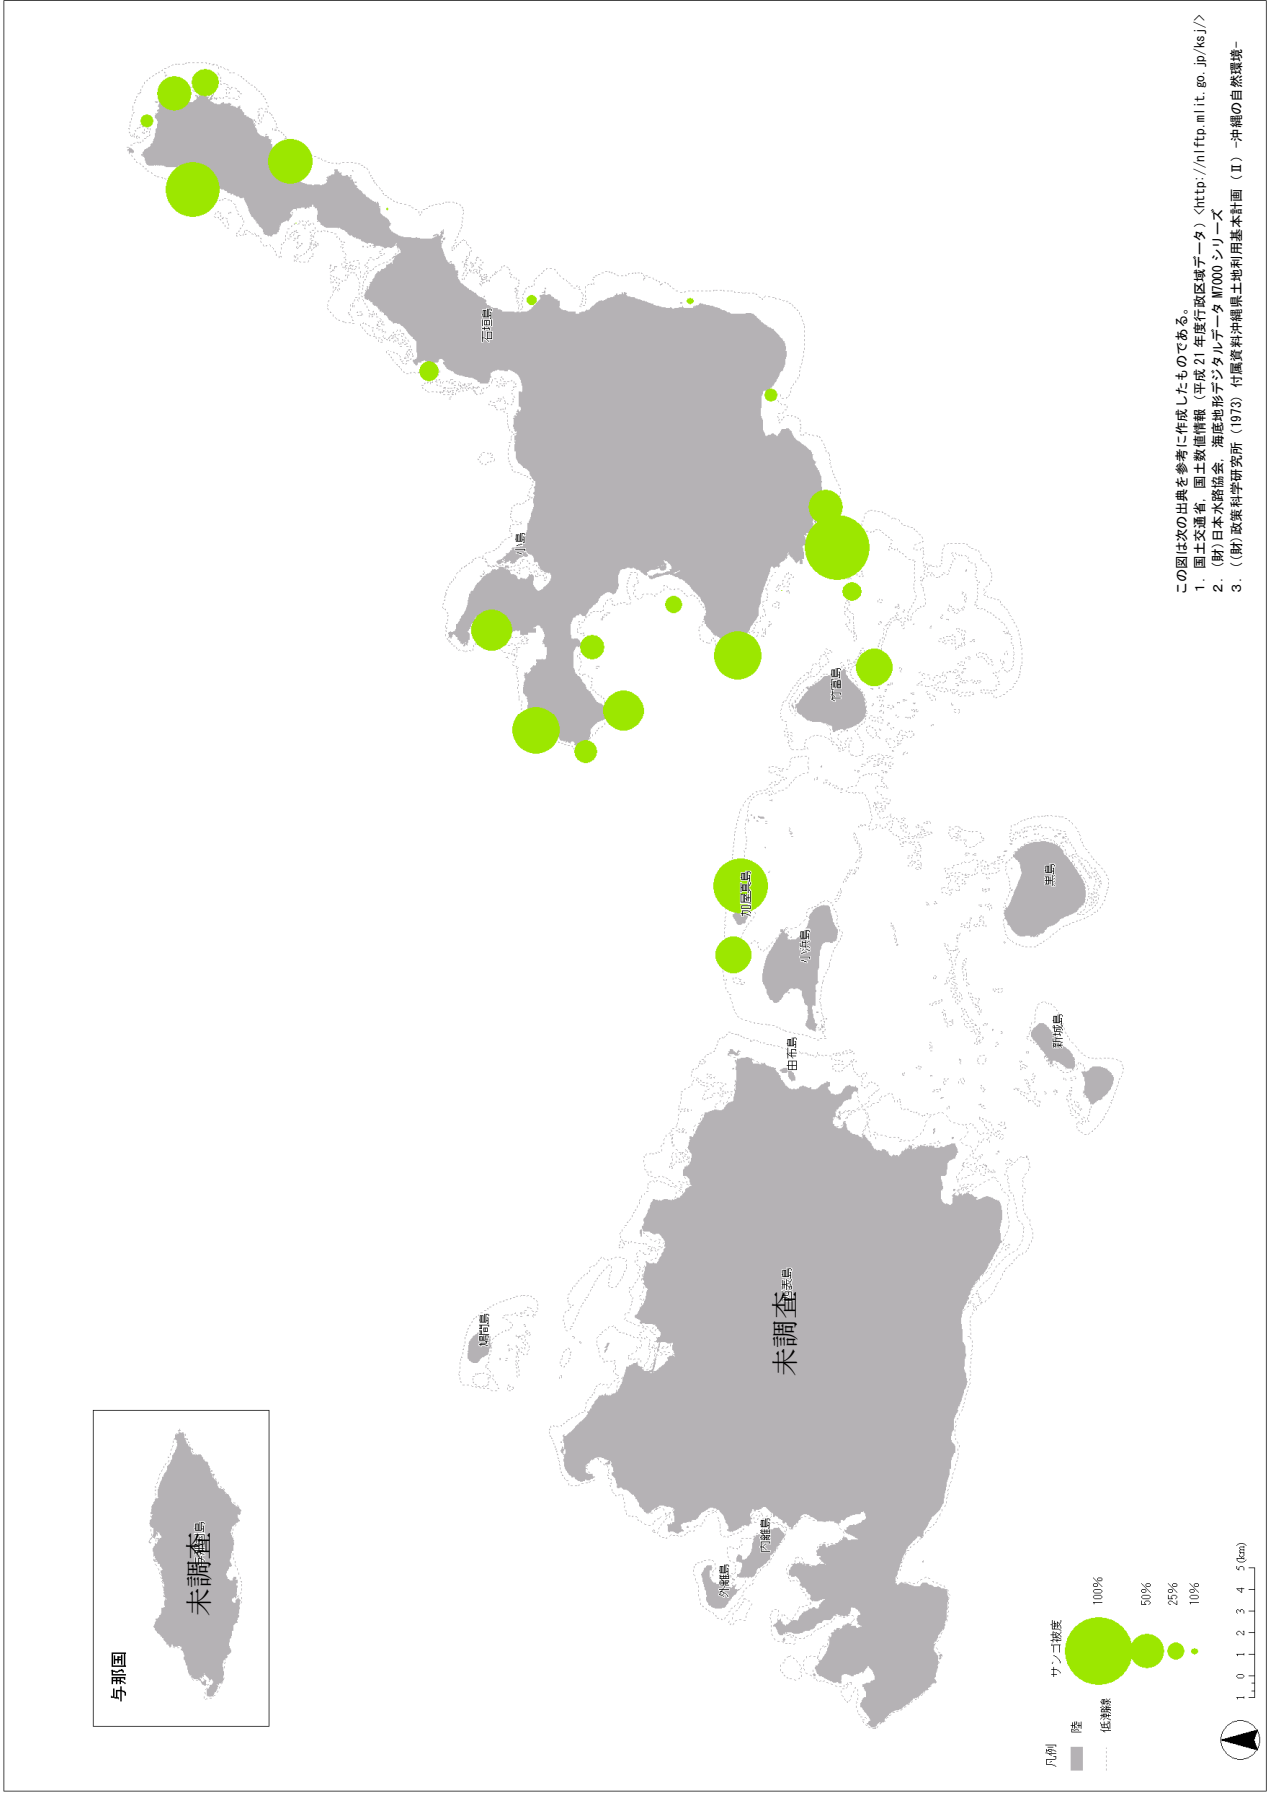 与那国
未調査
石垣島
小島
竹富島
加屋真島
小浜島
由布島
黒島
新城島
鳩間島
西表島
未調査
外離島
内離島
凡例
陸
低潮線
サンゴ被度
100%
50%
25%
10%
1 0 1 2 3 4 5 (km)
この図は次の出典を参考に作成したものである。
1. 国土交通省, 国土数値情報（平成 21 年度行政区域データ）<http://nlftp.mlit.go.jp/ksj/>
2. (財)日本水路協会, 海底地形デジタルデータ M7000 シリーズ
3. ((財)政策科学研究所（1973）付属資料沖縄県土地利用基本計画（Ⅱ）-沖縄の自然環境-